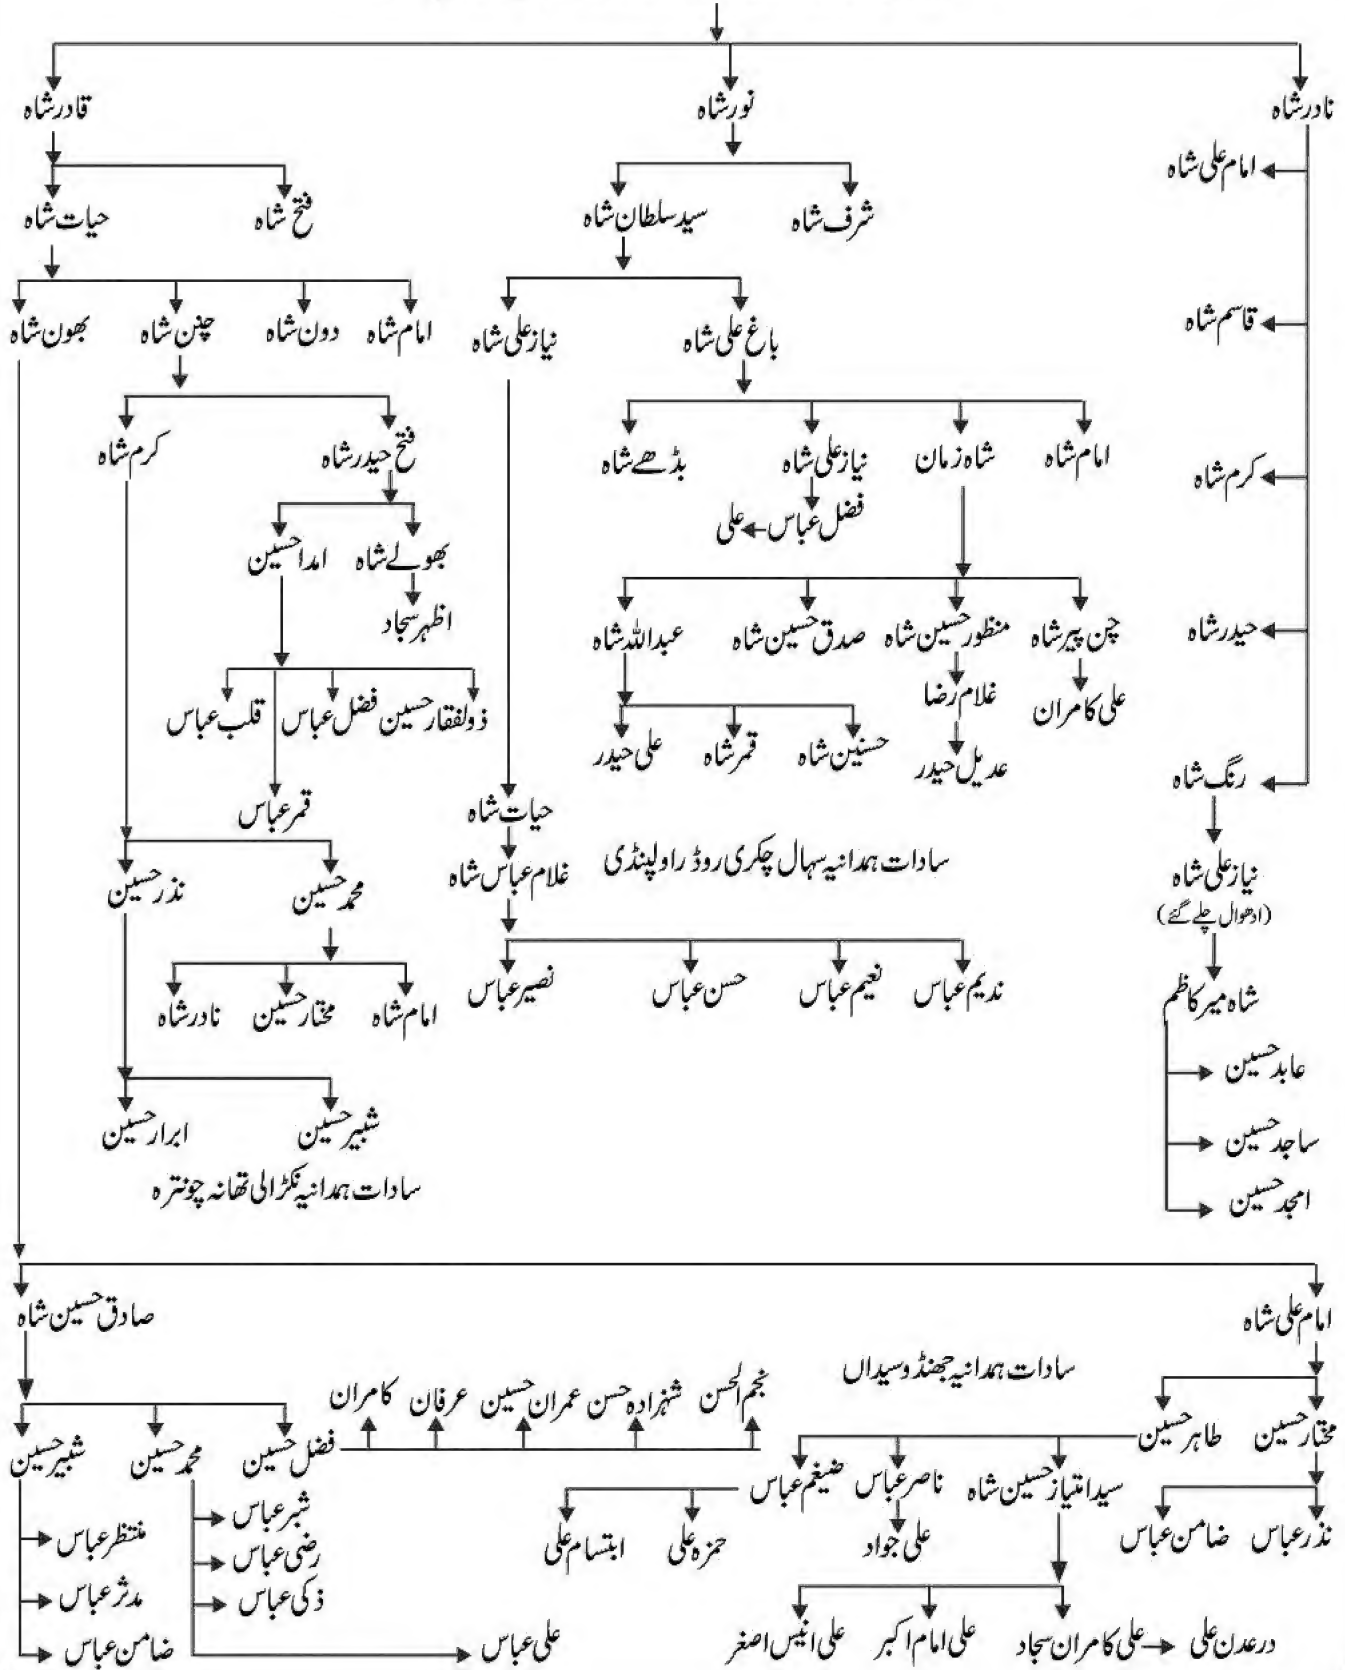 نادر شاہ نور شاہ قادر شاہ
امام علی شاہ
شرف شاہ سید سلطان شاہ فتح شاہ حیات شاہ
قاسم شاہ
باغ علی شاہ نیاز علی شاہ امام شاہ دون شاہ چنن شاہ بھون شاہ
کرم شاہ
امام شاہ شاہ زمان نیاز علی شاہ بڈھے شاہ فتح حیدر شاہ کرم شاہ
فضل عباس علی
بھولے شاہ امدا حسین
حیدر شاہ
چن پیر شاہ منظور حسین شاہ صدق حسین شاہ عبداللہ شاہ اظہر سجاد
علی کامران غلام رضا ذولفقار حسین فضل عباس قلب عباس
حسنین شاہ قمر شاہ علی حیدر
عدیل حیدر
رنگ شاہ
حیات شاہ قمر عباس
سادات ہمدانیہ سہال چکری روڈ راولپنڈی
نیاز علی شاہ غلام عباس شاہ محمد حسین نذر حسین
(ادھوال چلے گئے)
ندیم عباس نعیم عباس حسن عباس نصیر عباس
شاہ میر کاظم امام شاہ مختار حسین نادر شاہ
عابد حسین
ساجد حسین شبیر حسین ابرار حسین
امجد حسین
سادات ہمدانیہ نکڑالی تھانہ چونترہ
امام علی شاہ صادق حسین شاہ
سادات ہمدانیہ جھنڈو سیداں
نجم الحسن شہزادہ حسن عمران حسین عرفان کامران
مختار حسین طاہر حسین فضل حسین محمد حسین شبیر حسین
سید امتیاز حسین شاہ ناصر عباس ضیغم عباس
نذر عباس ضامن عباس علی جواد حمزہ علی ابتسام علی
شبر عباس منتظر عباس
رضی عباس
ذکی عباس مدثر عباس
در عدن علی علی کامران سجاد علی امام اکبر علی انیس اصغر علی عباس ضامن عباس